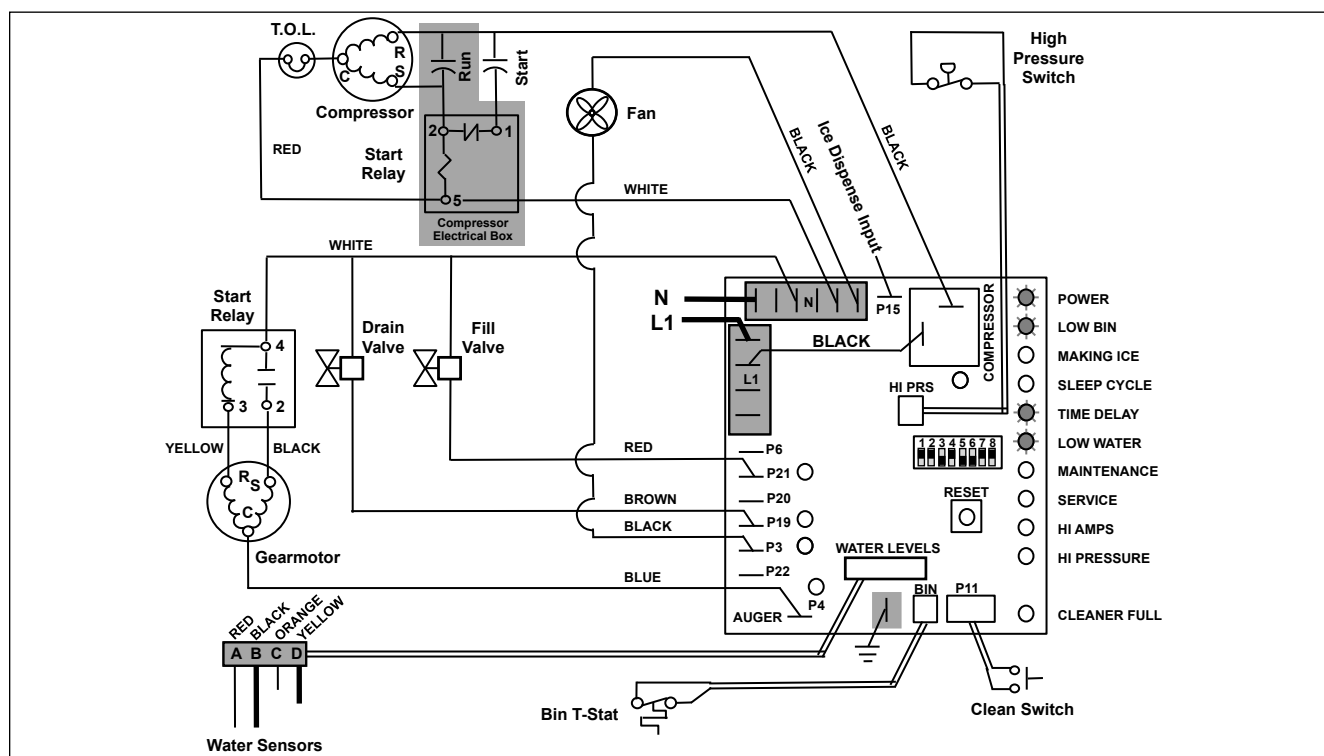 T.O.L.
R
S
C
Compressor
Run
Start
2
1
Start
Relay
5
Compressor
Electrical Box
RED
WHITE
Fan
BLACK
Ice Dispense Input
BLACK
High
Pressure
Switch
WHITE
Start
Relay
4
3
2
YELLOW
BLACK
R
S
C
Gearmotor
Drain
Valve
Fill
Valve
N
L1
N
L1
P15
BLACK
COMPRESSOR
HI PRS
1 2 3 4 5 6 7 8
RESET
POWER
LOW BIN
MAKING ICE
SLEEP CYCLE
TIME DELAY
LOW WATER
MAINTENANCE
SERVICE
HI AMPS
HI PRESSURE
CLEANER FULL
P6
RED
P21
P20
BROWN
P19
BLACK
P3
P22
BLUE
P4
AUGER
WATER LEVELS
BIN
P11
RED
BLACK
ORANGE
YELLOW
A B C D
Water Sensors
Bin T-Stat
Clean Switch